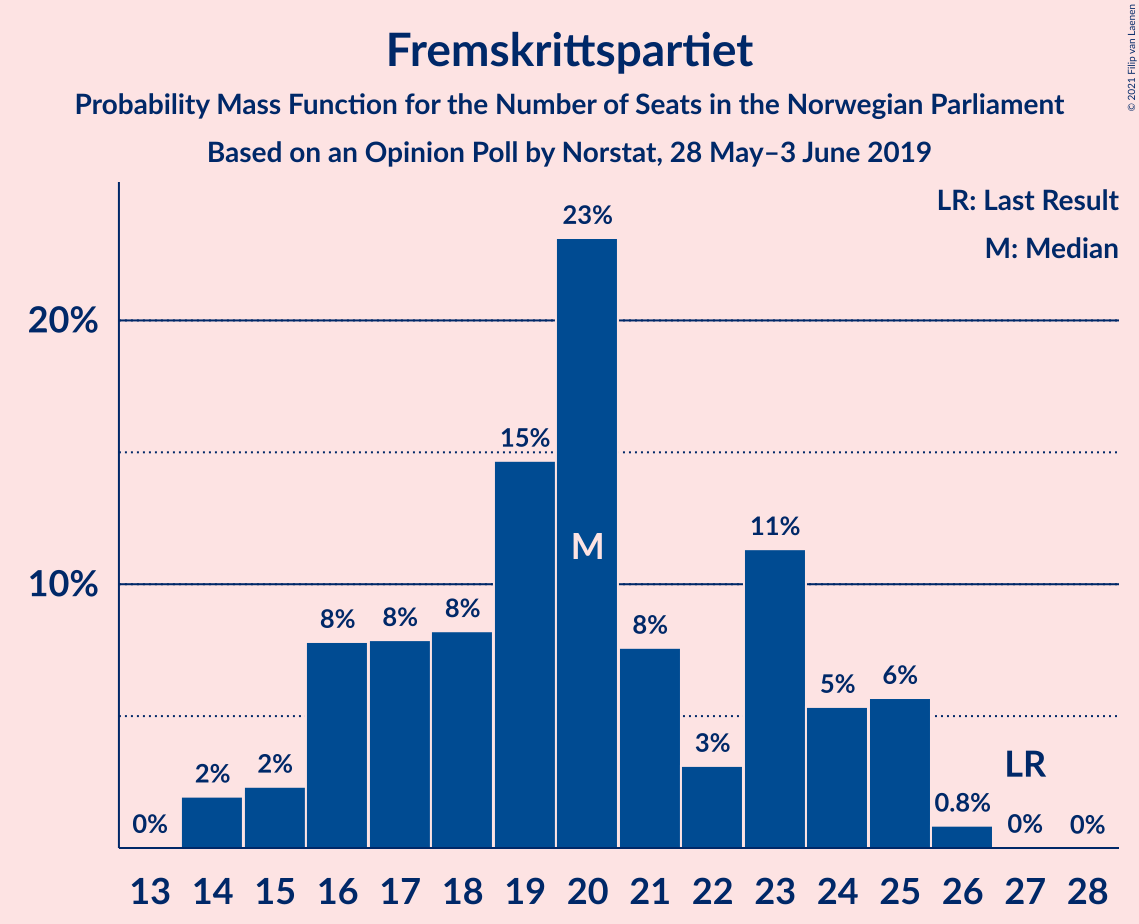 Fremskrittspartiet
Probability Mass Function for the Number of Seats in the Norwegian Parliament
Based on an Opinion Poll by Norstat, 28 May–3 June 2019
© 2021 Filip van Laenen
LR: Last Result
M: Median
20%
10%
0% 2% 2% 8% 8% 8% 15% 23% 8% 3% 11% 5% 6% 0.8% 0% 0%
M
LR
13 14 15 16 17 18 19 20 21 22 23 24 25 26 27 28